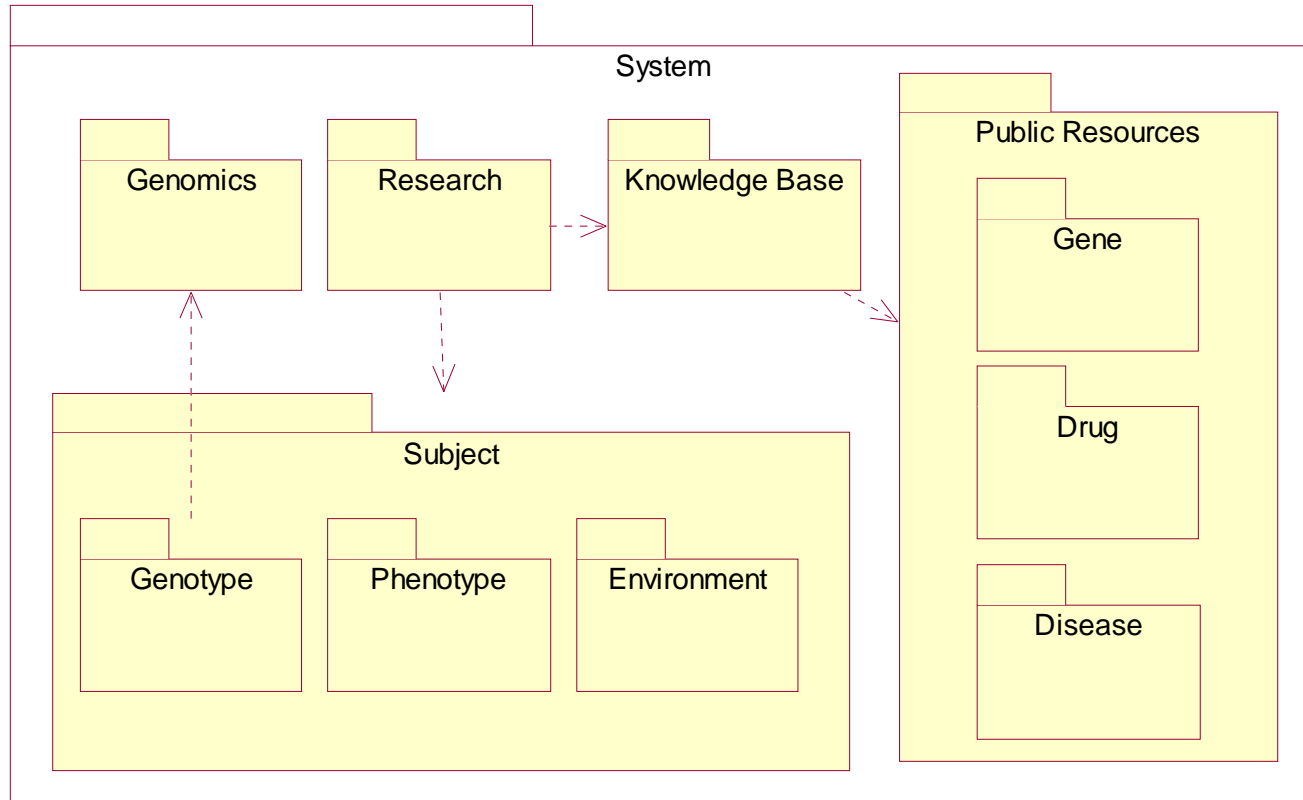 System
Public Resources
Genomics
Research
Knowledge Base
Gene
Drug
Subject
Genotype
Phenotype
Environment
Disease